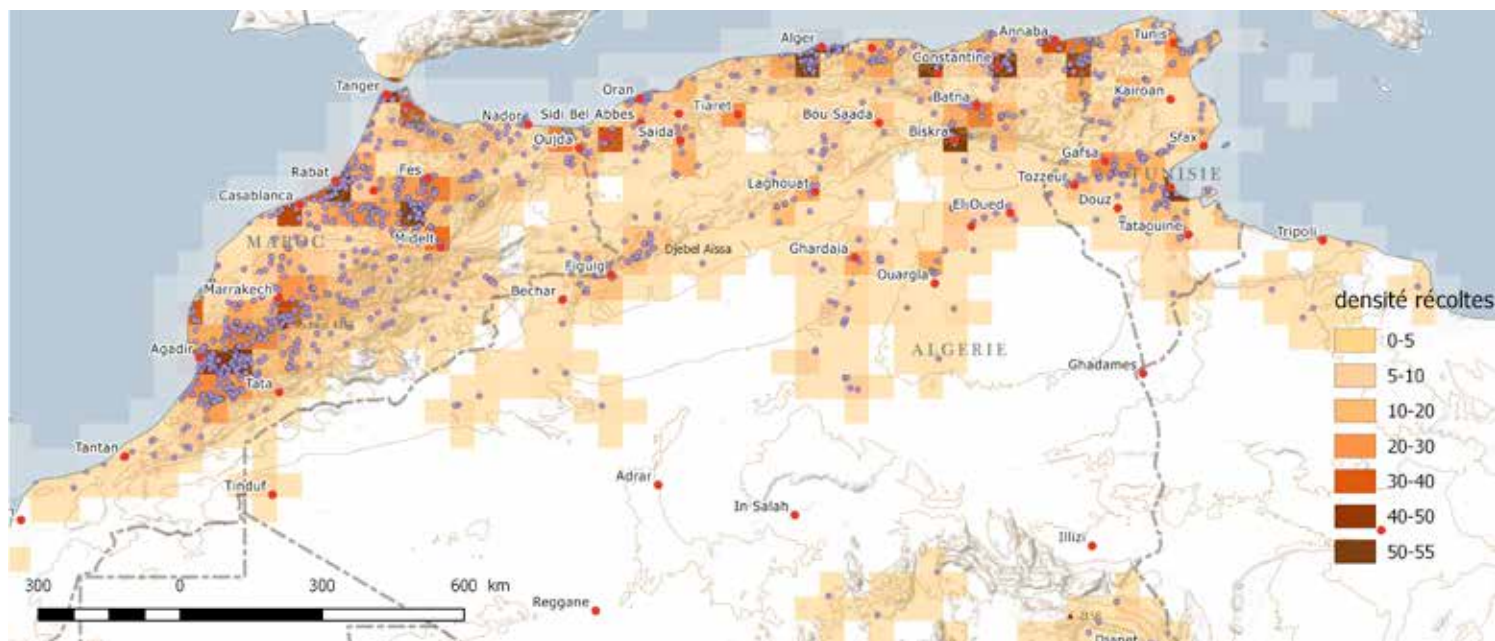 Alger
Annaba
Tunis
Constantine
Tanger
Oran
Batna
Kairoan
Nador
Sidi Bel Abbes
Tiaret
Bou Saada
Oujda
Saida
Biskra
Sfax
Gafsa
Rabat
Fès
TUNISIE
Laghouat
Tozzeur
Casablanca
El Oued
Douz
MAROC
Midelt
Tataouine
Tripoli
Djebel Aissa
Ghardaia
Figuig
Ouargla
Marrakech
Bechar
densité récoltes
0-5
Agadir
ALGERIE
Ghadames
5-10
Tata
10-20
20-30
Tantan
30-40
Adrar
Tinduf
In Salah
40-50
Illizi
50-55
300 0 300 600 km
Reggane
Djanet